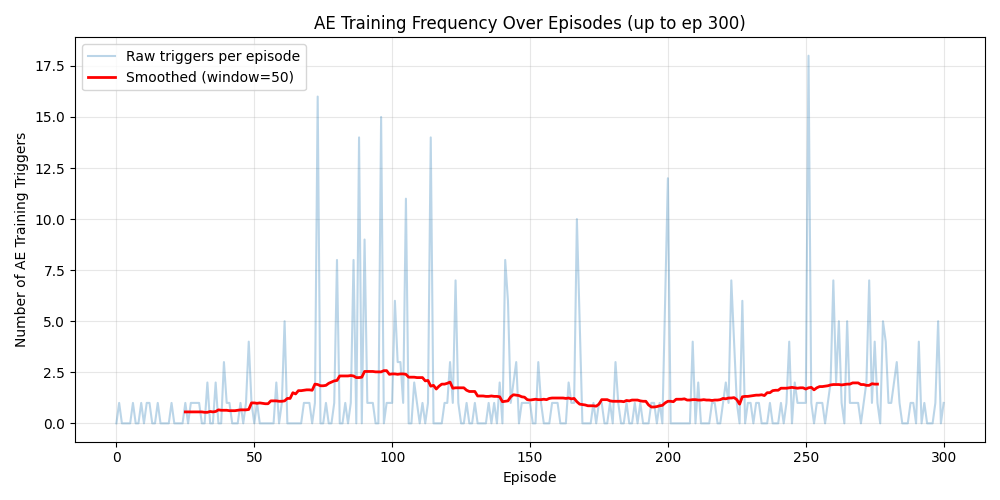 AE Training Frequency Over Episodes (up to ep 300)
Raw triggers per episode
Smoothed (window=50)
Number of AE Training Triggers
17.5
15.0
12.5
10.0
7.5
5.0
2.5
0.0
0 50 100 150 200 250 300
Episode